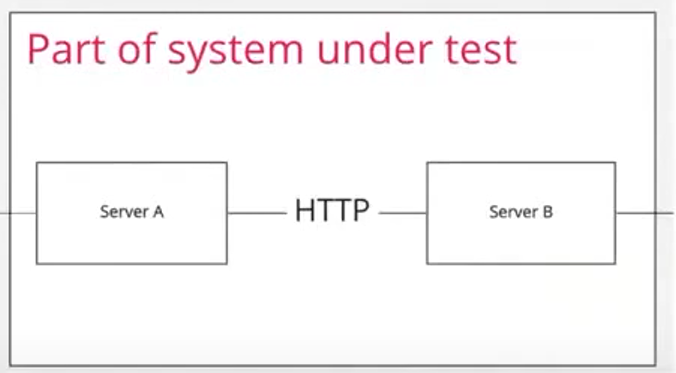 Part of system under test
Server A
HTTP
Server B